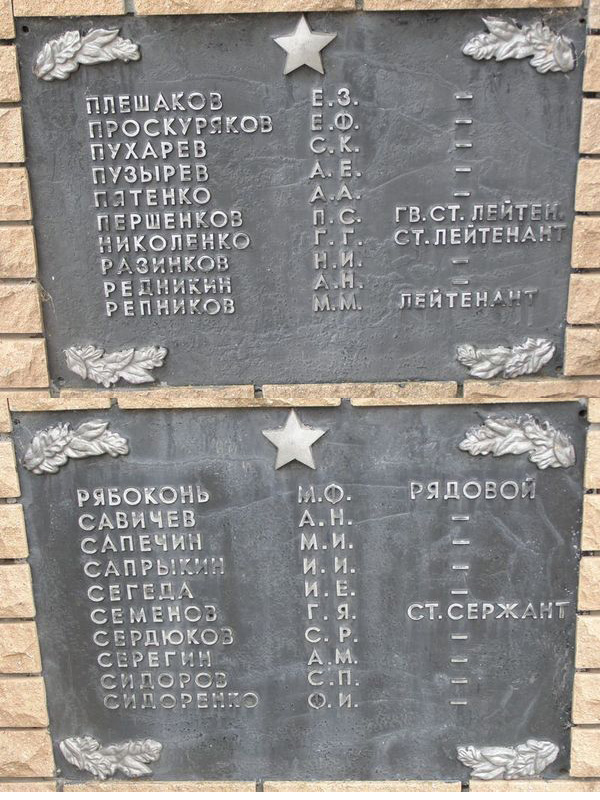 ПЛЕШАКОВ Е.З. –
ПРОСКУРЯКОВ Е.Ф. –
ПУХАРЕВ С.К. –
ПУЗЫРЕВ А.Е. –
ПЯТЕНКО А.А. –
ПЕРШЕНКОВ П.С. ГВ.СТ.ЛЕЙТЕН.
НИКОЛЕНКО Г.Г. СТ.ЛЕЙТЕНАНТ
РАЗИНКОВ Н.И. –
РЕДНИКИН А.Н. –
РЕПНИКОВ М.М. ЛЕЙТЕНАНТ
РЯБОКОНЬ М.Ф. РЯДОВОЙ
САВИЧЕВ А.Н. –
САПЕЧИН М.И. –
САПРЫКИН И.И. –
СЕГЕДА И.Е. –
СЕМЕНОВ Г.Я. СТ.СЕРЖАНТ
СЕРДЮКОВ С.Р. –
СЕРЕГИН А.М. –
СИДОРОВ С.П. –
СИДОРЕНКО Ф.И. –